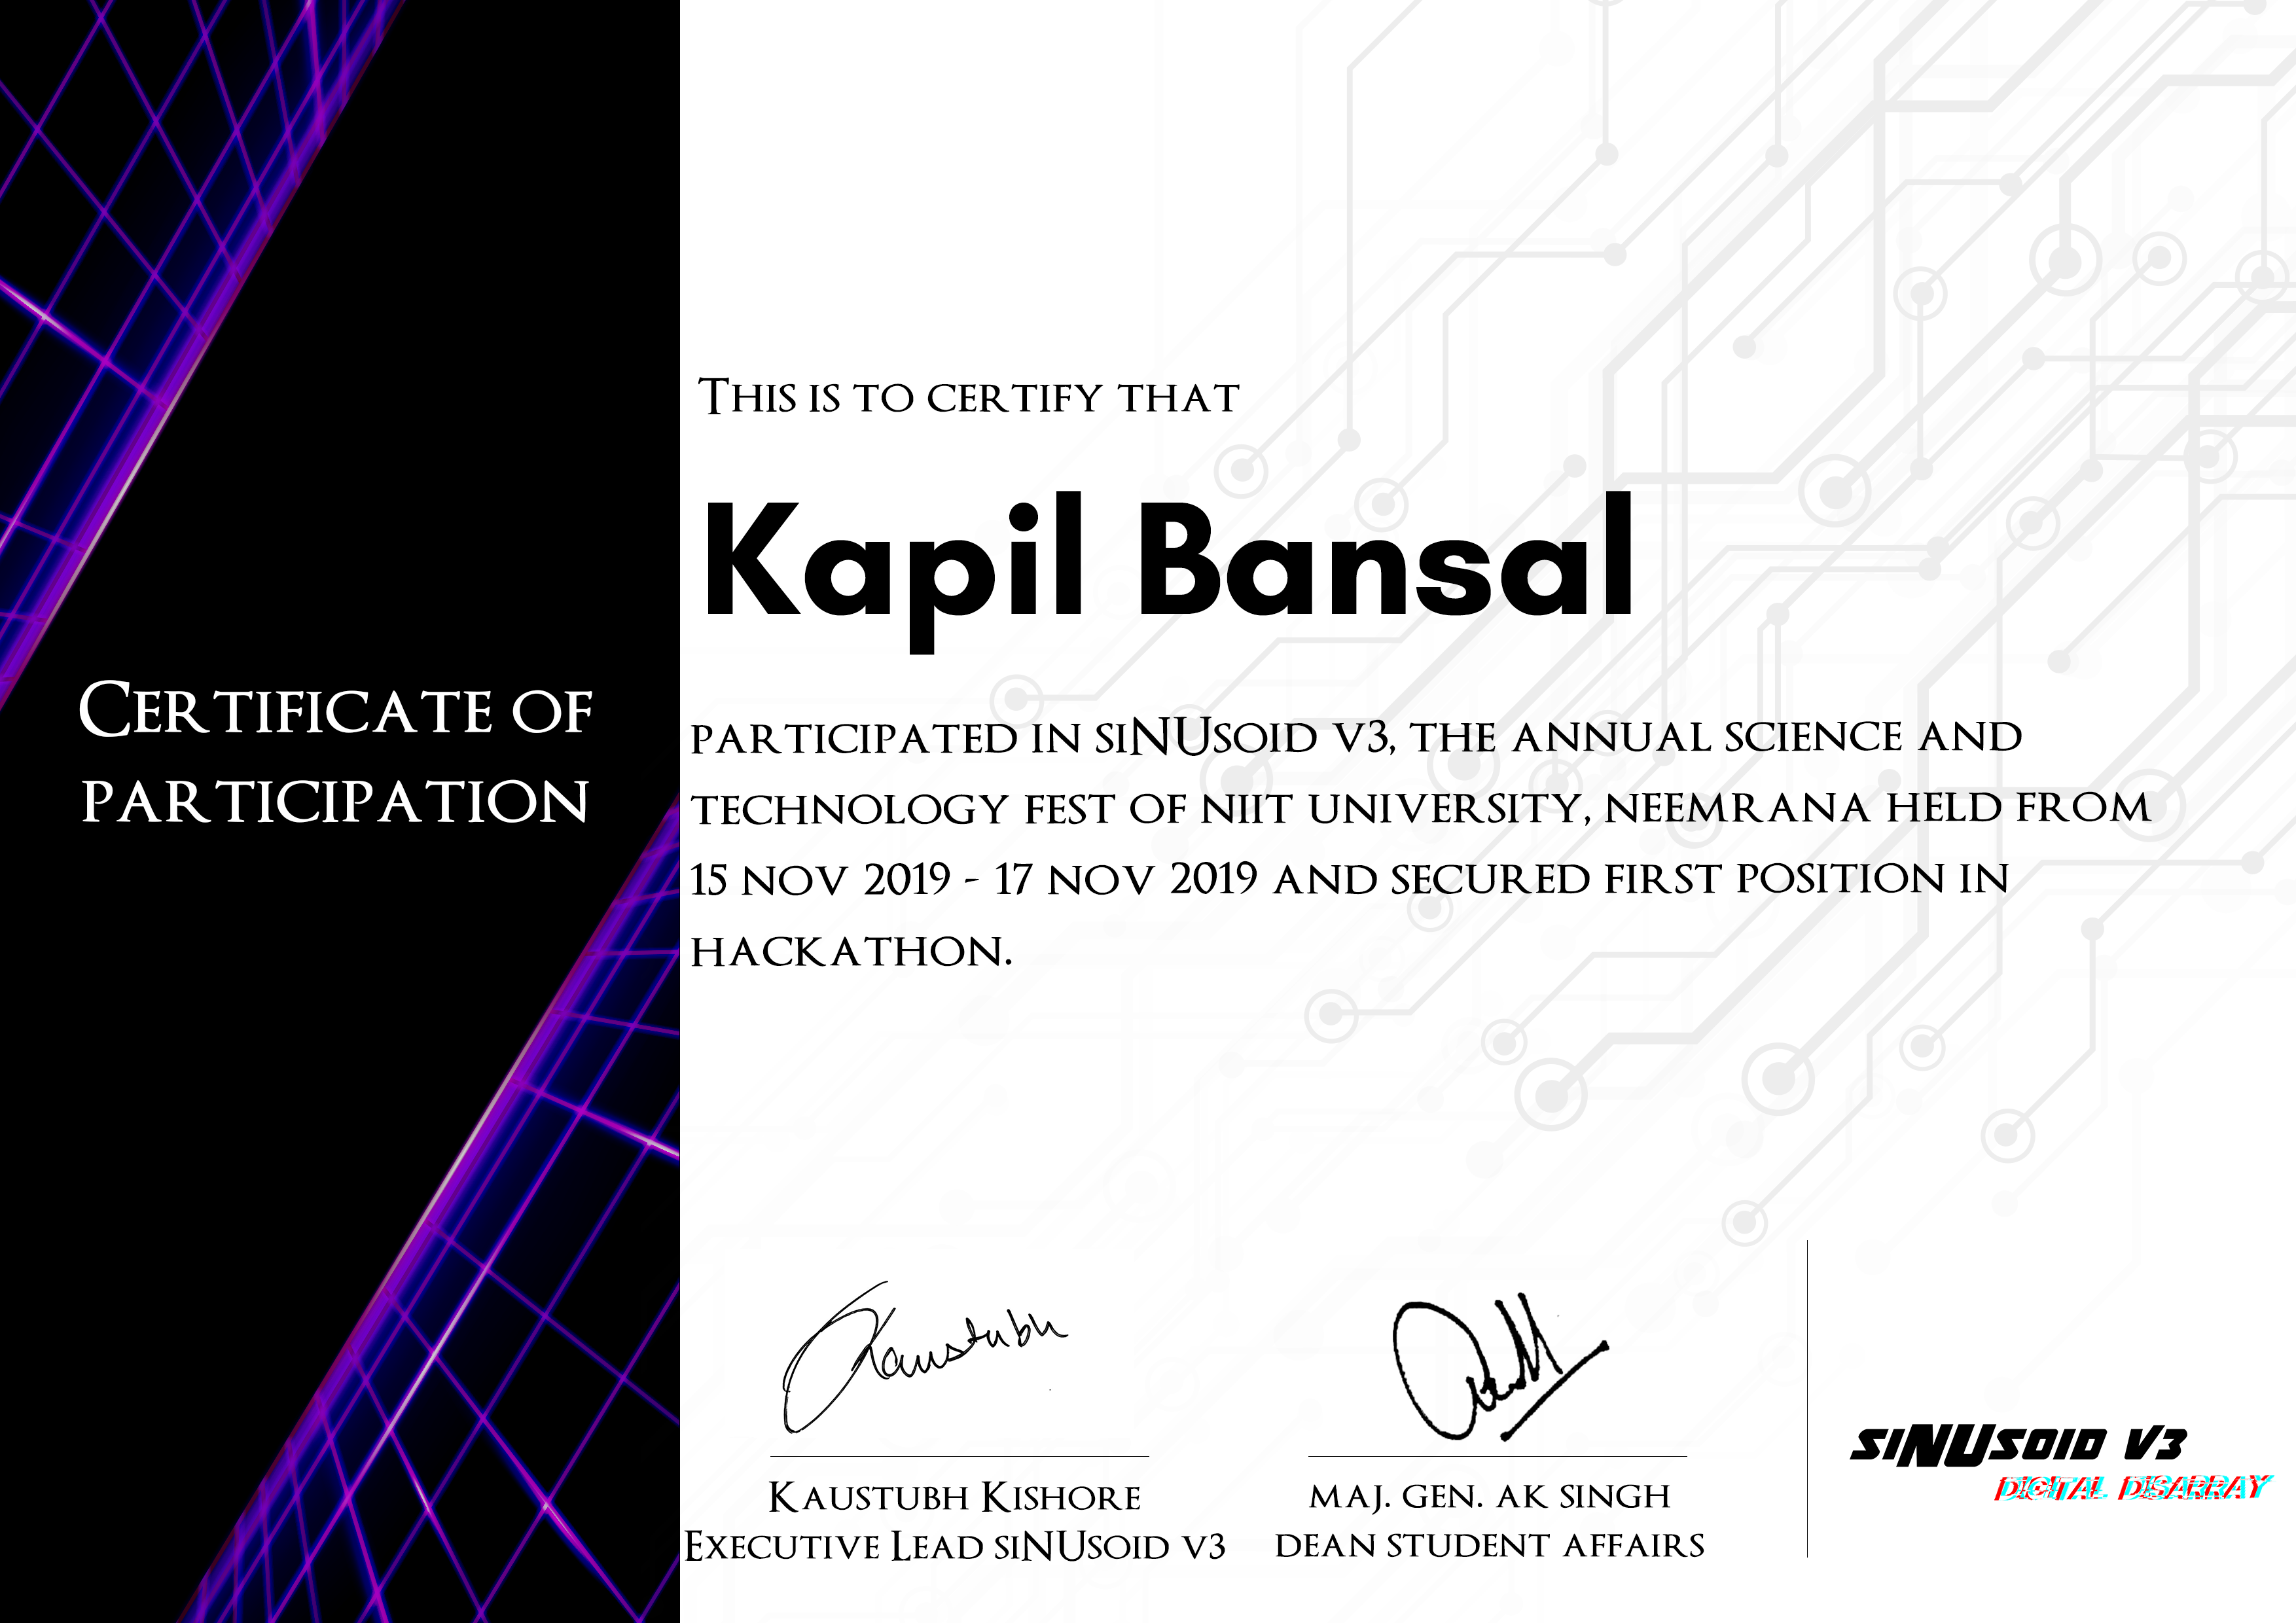 Certificate of
participation
This is to certify that
Kapil Bansal
participated in siNUsoid v3, the annual science and
technology fest of NIIT University, Neemrana held from
15 Nov 2019 - 17 Nov 2019 and secured first position in
hackathon.
Kaustubh
Kaustubh Kishore
Executive Lead siNUsoid v3
Maj. Gen. AK Singh
Dean Student Affairs
siNUsoid V3
DIGITAL DISARRAY